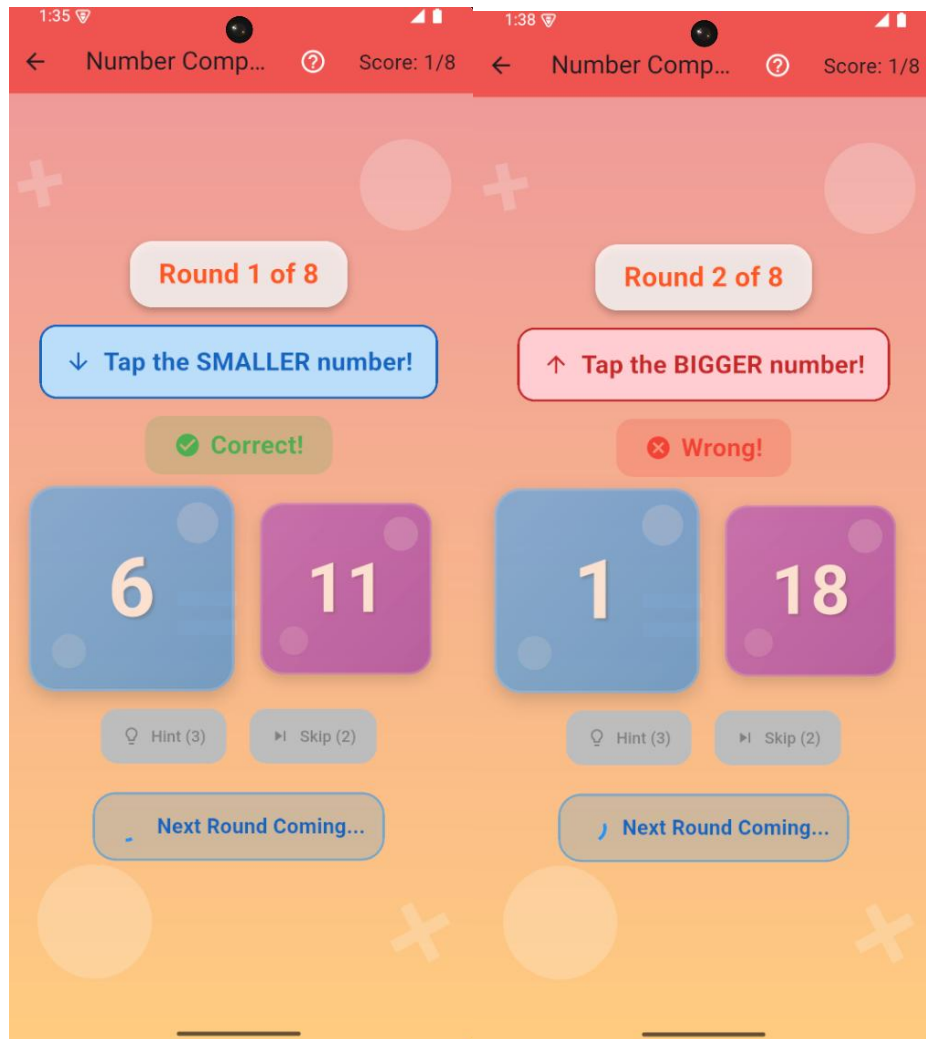 1:35
Number Comp...
Score: 1/8
Round 1 of 8
Tap the SMALLER number!
Correct!
6
11
Hint (3)
Skip (2)
Next Round Coming...
1:38
Number Comp...
Score: 1/8
Round 2 of 8
Tap the BIGGER number!
Wrong!
1
18
Hint (3)
Skip (2)
Next Round Coming...